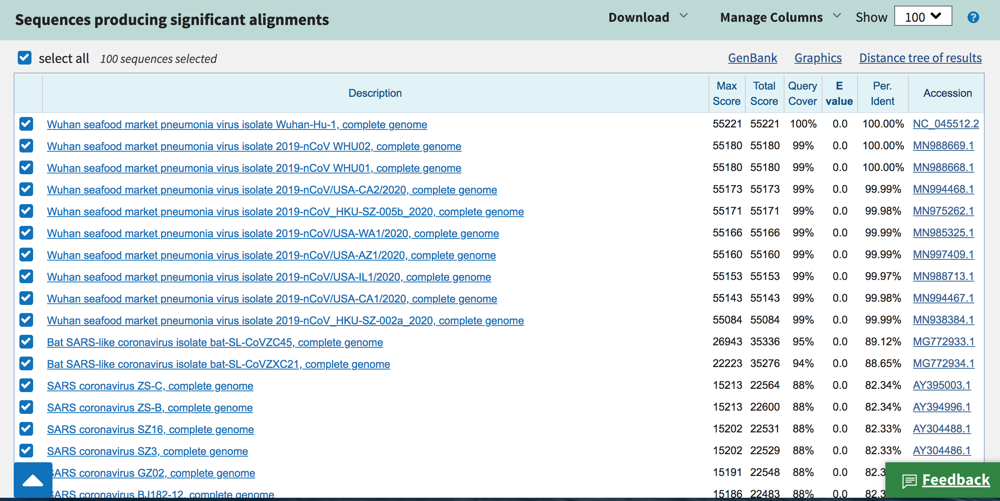 Sequences producing significant alignments Download Manage Columns Show 100 ?
select all 100 sequences selected GenBank Graphics Distance tree of results
Description Max Score Total Score Query Cover E value Per. Ident Accession
Wuhan seafood market pneumonia virus isolate Wuhan-Hu-1, complete genome 55221 55221 100% 0.0 100.00% NC_045512.2
Wuhan seafood market pneumonia virus isolate 2019-nCoV WHU02, complete genome 55180 55180 99% 0.0 100.00% MN988669.1
Wuhan seafood market pneumonia virus isolate 2019-nCoV WHU01, complete genome 55180 55180 99% 0.0 100.00% MN988668.1
Wuhan seafood market pneumonia virus isolate 2019-nCoV/USA-CA2/2020, complete genome 55173 55173 99% 0.0 99.99% MN994468.1
Wuhan seafood market pneumonia virus isolate 2019-nCoV_HKU-SZ-005b_2020, complete genome 55171 55171 99% 0.0 99.98% MN975262.1
Wuhan seafood market pneumonia virus isolate 2019-nCoV/USA-WA1/2020, complete genome 55166 55166 99% 0.0 99.99% MN985325.1
Wuhan seafood market pneumonia virus isolate 2019-nCoV/USA-AZ1/2020, complete genome 55160 55160 99% 0.0 99.99% MN997409.1
Wuhan seafood market pneumonia virus isolate 2019-nCoV/USA-IL1/2020, complete genome 55153 55153 99% 0.0 99.97% MN988713.1
Wuhan seafood market pneumonia virus isolate 2019-nCoV/USA-CA1/2020, complete genome 55143 55143 99% 0.0 99.98% MN994467.1
Wuhan seafood market pneumonia virus isolate 2019-nCoV_HKU-SZ-002a_2020, complete genome 55084 55084 99% 0.0 99.99% MN938384.1
Bat SARS-like coronavirus isolate bat-SL-CoVZC45, complete genome 26943 35336 95% 0.0 89.12% MG772933.1
Bat SARS-like coronavirus isolate bat-SL-CoVZXC21, complete genome 22223 35276 94% 0.0 88.65% MG772934.1
SARS coronavirus ZS-C, complete genome 15213 22564 88% 0.0 82.34% AY395003.1
SARS coronavirus ZS-B, complete genome 15213 22600 88% 0.0 82.34% AY394996.1
SARS coronavirus SZ16, complete genome 15202 22531 88% 0.0 82.33% AY304488.1
SARS coronavirus SZ3, complete genome 15202 22529 88% 0.0 82.33% AY304486.1
SARS coronavirus GZ02, complete genome 15191 22548 88% 0.0 82.3
SARS coronavirus BJ182-12, complete genome 15186 22483 88% 0.0 82.3
Feedback